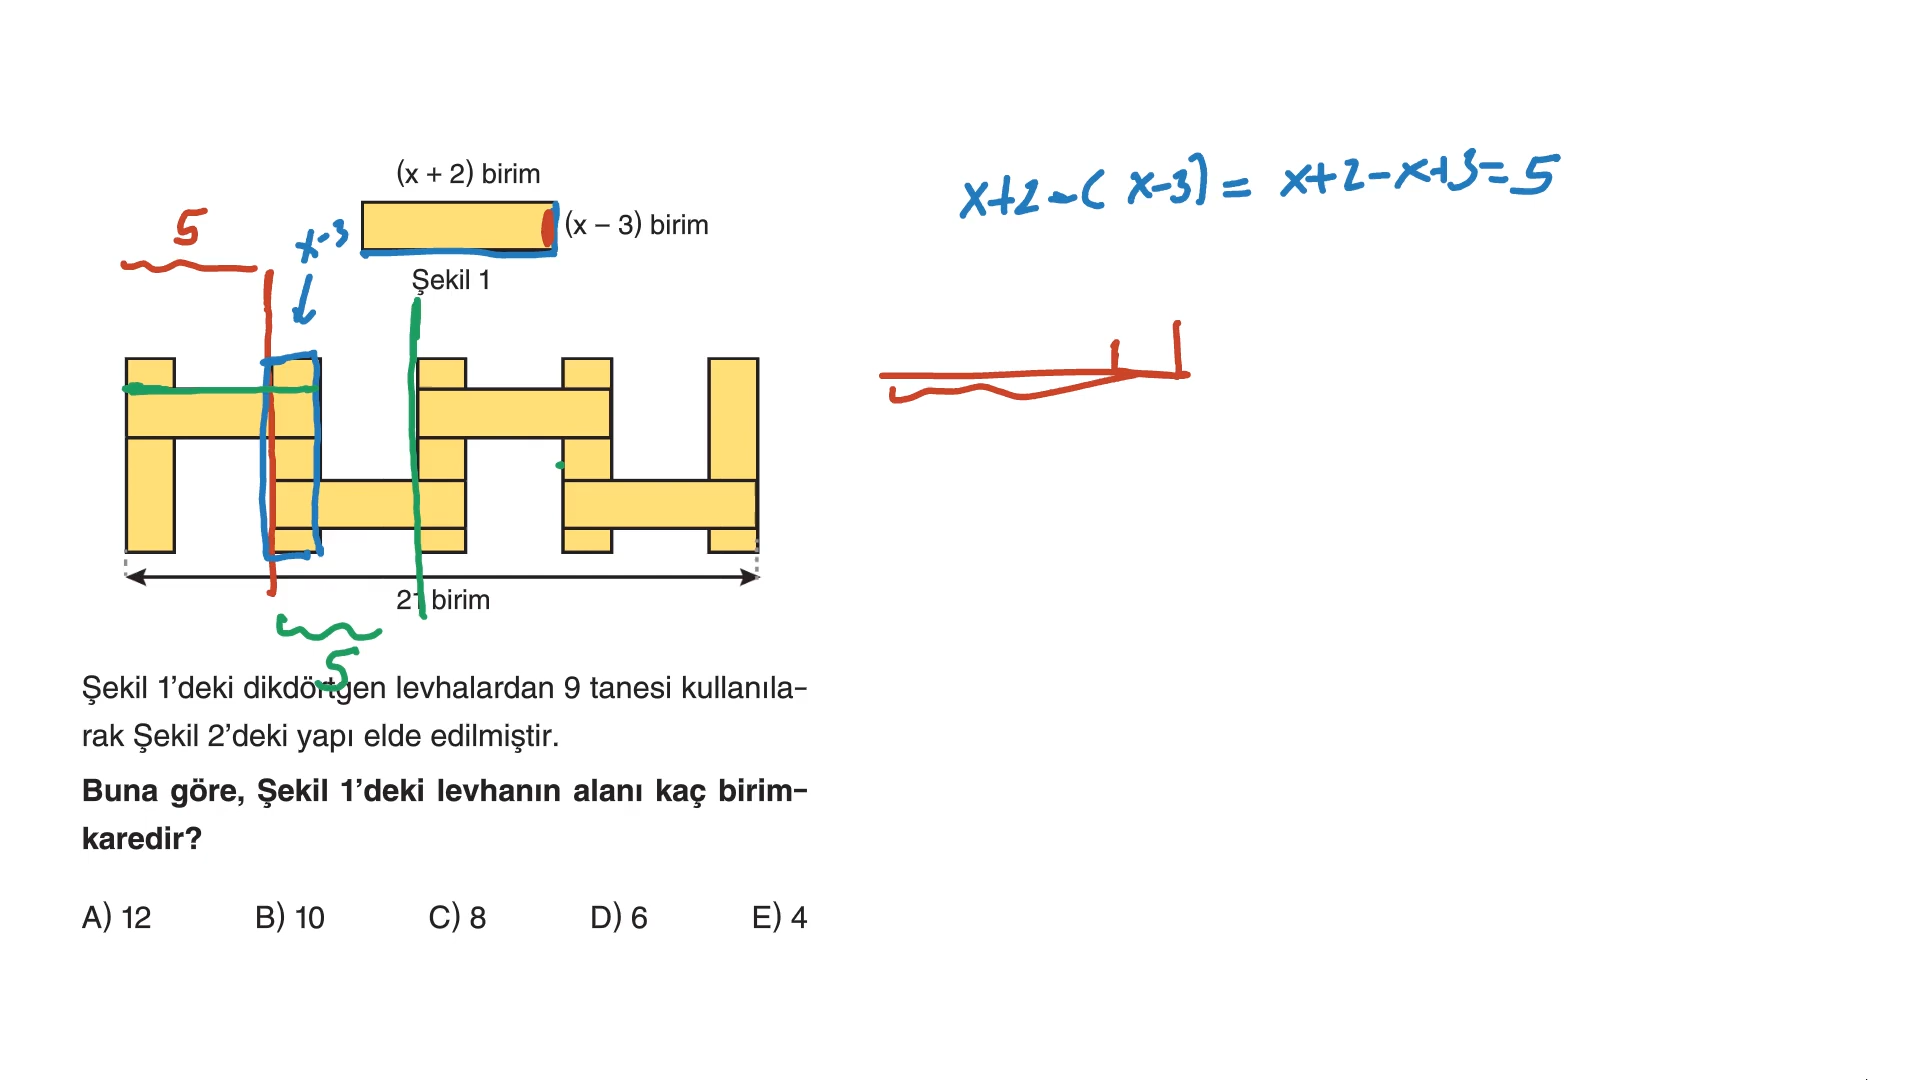 (x + 2) birim
x+2-(x-3) = x+2-x+3=5
5
x-3
(x – 3) birim
Şekil 1
21 birim
5
Şekil 1’deki dikdörtgen levhalardan 9 tanesi kullanıla-
rak Şekil 2’deki yapı elde edilmiştir.
Buna göre, Şekil 1’deki levhanın alanı kaç birim-
karedir?
A) 12 B) 10 C) 8 D) 6 E) 4